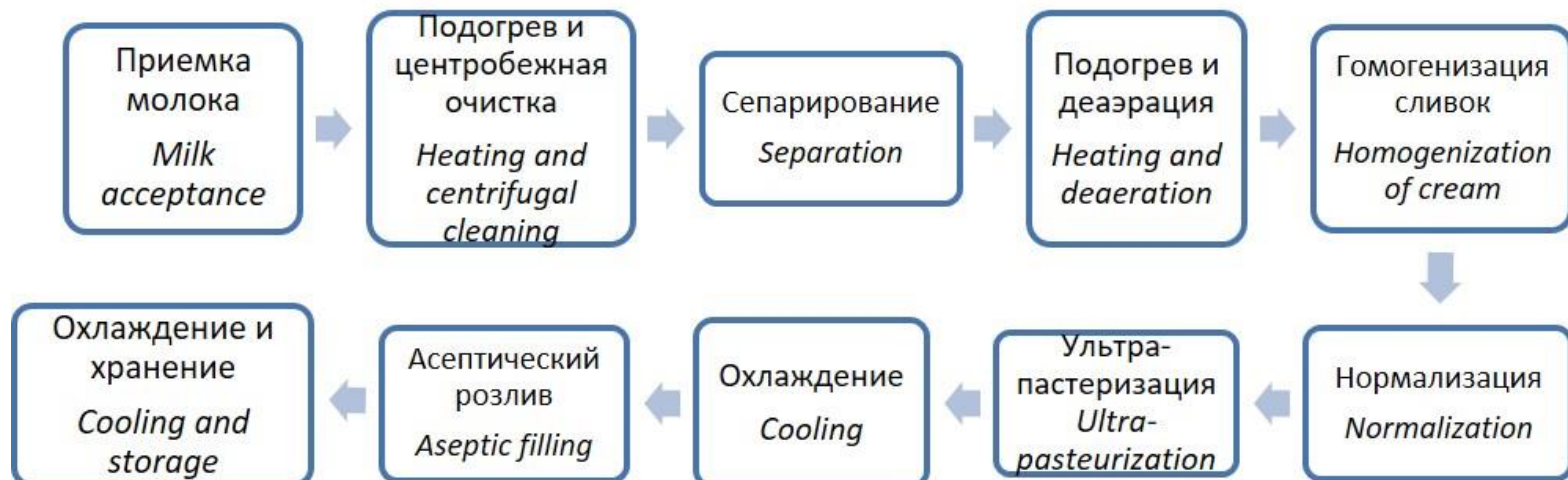 Приемка
молока
Milk
acceptance
Подогрев и
центробежная
очистка
Heating and
centrifugal
cleaning
Сепарирование
Separation
Подогрев и
деаэрация
Heating and
deaeration
Гомогенизация
сливок
Homogenization
of cream
Нормализация
Normalization
Ультра-
пастеризация
Ultra-
pasteurization
Охлаждение
Cooling
Асептический
розлив
Aseptic filling
Охлаждение и
хранение
Cooling and
storage